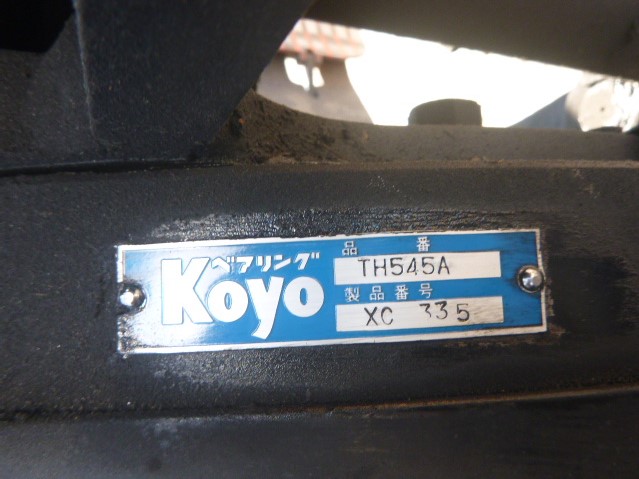 ベアリング
Koyo
品 番
TH545A
製品番号
XC 335